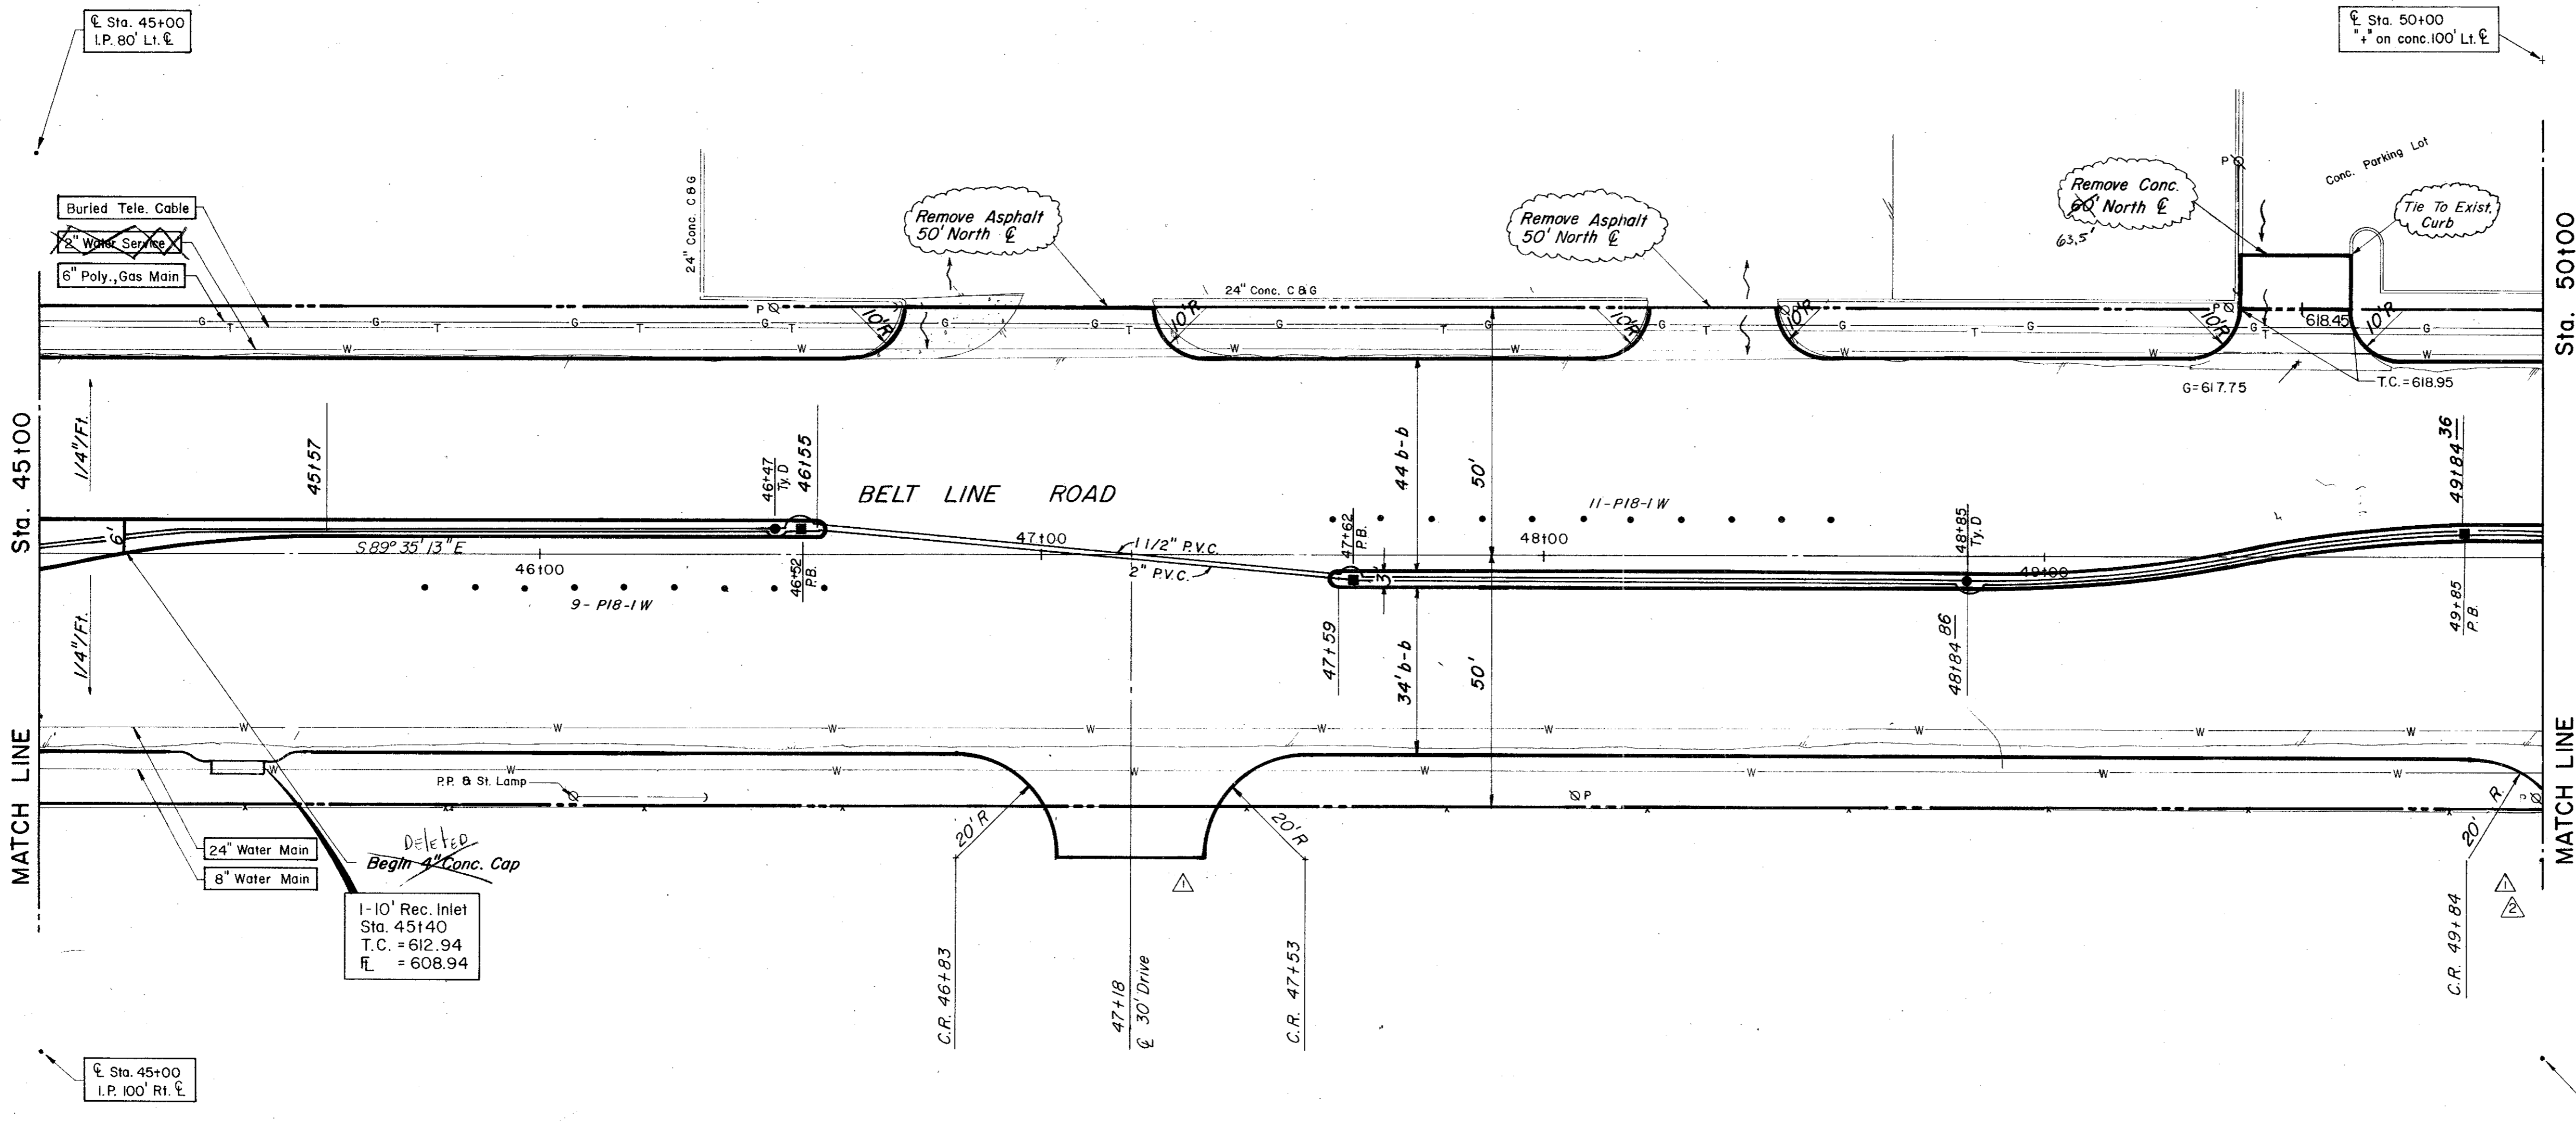 ℄ Sta. 45+00
I.P. 80' Lt. ℄
℄ Sta. 50+00
"+" on conc. 100' Lt. ℄
Buried Tele. Cable
2" Water Service
6" Poly., Gas Main
24" Conc. C & G
Remove Asphalt
50' North ℄
Remove Asphalt
50' North ℄
Remove Conc.
60' North ℄
63.5'
Conc. Parking Lot
Tie To Exist.
Curb
24" Conc. C & G
P
P
P
10'R
10'R
10'R
10'R
10'R
10'R
618.45
G T G T G T G T G T G T G T G T G T G T G
W W W W W W W
G=617.75
T.C.=618.95
Sta. 45+00
Sta. 50+00
1/4"/Ft.
45+57
46+47
Ty. D
46+55
BELT LINE ROAD
44 b-b
50'
11-P18-1W
48+85
Ty. D
49+84 36
6'
S 89° 35' 13" E
46+00
46+52
P.B.
47+00
1 1/2" P.V.C.
2" P.V.C.
47+62
P.B.
3'
48+00
49+00
49+85
P.B.
9-P18-1W
1/4"/Ft.
47+59
34' b-b
50'
48+84 86
W W W W W W W W W
W W W W W W W W
MATCH LINE
MATCH LINE
P.P. & St. Lamp
P
P
24" Water Main
8" Water Main
DELETED
Begin 4" Conc. Cap
1-10' Rec. Inlet
Sta. 45+40
T.C. = 612.94
FL = 608.94
20'R
20'R
20' R.
1
1
2
C.R. 46+83
47+18
℄ 30' Drive
C.R. 47+53
C.R. 49+84
℄ Sta. 45+00
I.P. 100' Rt. ℄